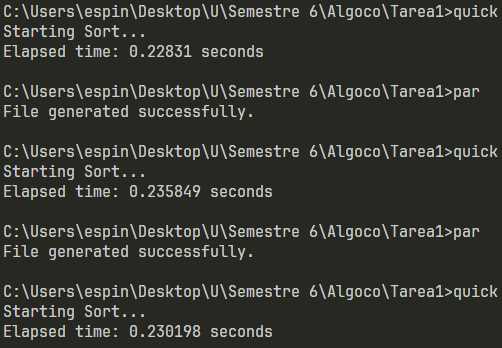 C:\Users\espin\Desktop\U\Semestre 6\Algoco\Tarea1>quick
Starting Sort...
Elapsed time: 0.22831 seconds
C:\Users\espin\Desktop\U\Semestre 6\Algoco\Tarea1>par
File generated successfully.
C:\Users\espin\Desktop\U\Semestre 6\Algoco\Tarea1>quick
Starting Sort...
Elapsed time: 0.235849 seconds
C:\Users\espin\Desktop\U\Semestre 6\Algoco\Tarea1>par
File generated successfully.
C:\Users\espin\Desktop\U\Semestre 6\Algoco\Tarea1>quick
Starting Sort...
Elapsed time: 0.230198 seconds